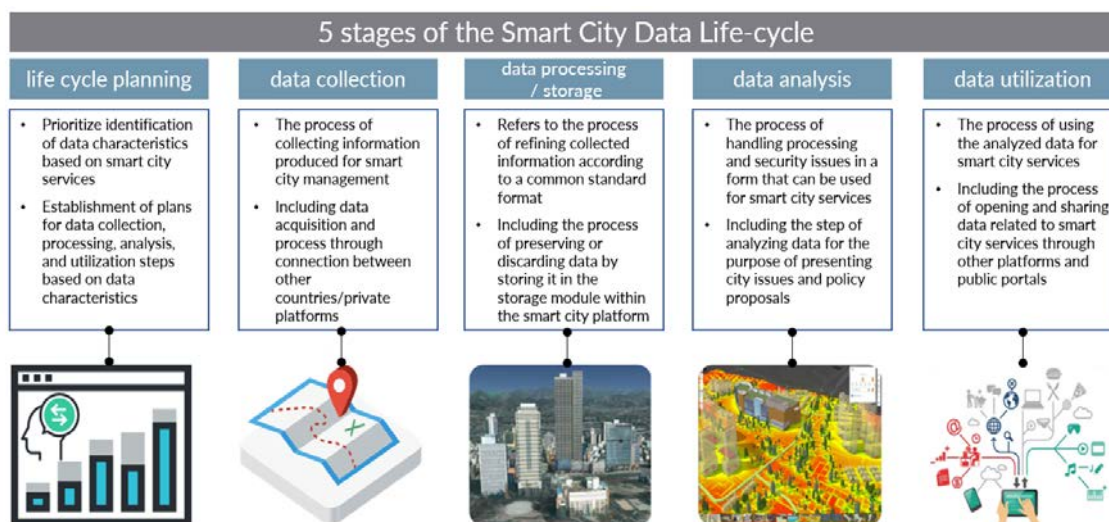 5 stages of the Smart City Data Life-cycle
life cycle planning
• Prioritize identification
of data characteristics
based on smart city
services
• Establishment of plans
for data collection,
processing, analysis,
and utilization steps
based on data
characteristics
data collection
• The process of
collecting information
produced for smart
city management
• Including data
acquisition and
process through
connection between
other
countries/private
platforms
data processing
/ storage
• Refers to the process
of refining collected
information according
to a common standard
format
• Including the process
of preserving or
discarding data by
storing it in the
storage module within
the smart city platform
data analysis
• The process of
handling processing
and security issues in a
form that can be used
for smart city services
• Including the step of
analyzing data for the
purpose of presenting
city issues and policy
proposals
data utilization
• The process of using
the analyzed data for
smart city services
• Including the process
of opening and sharing
data related to smart
city services through
other platforms and
public portals